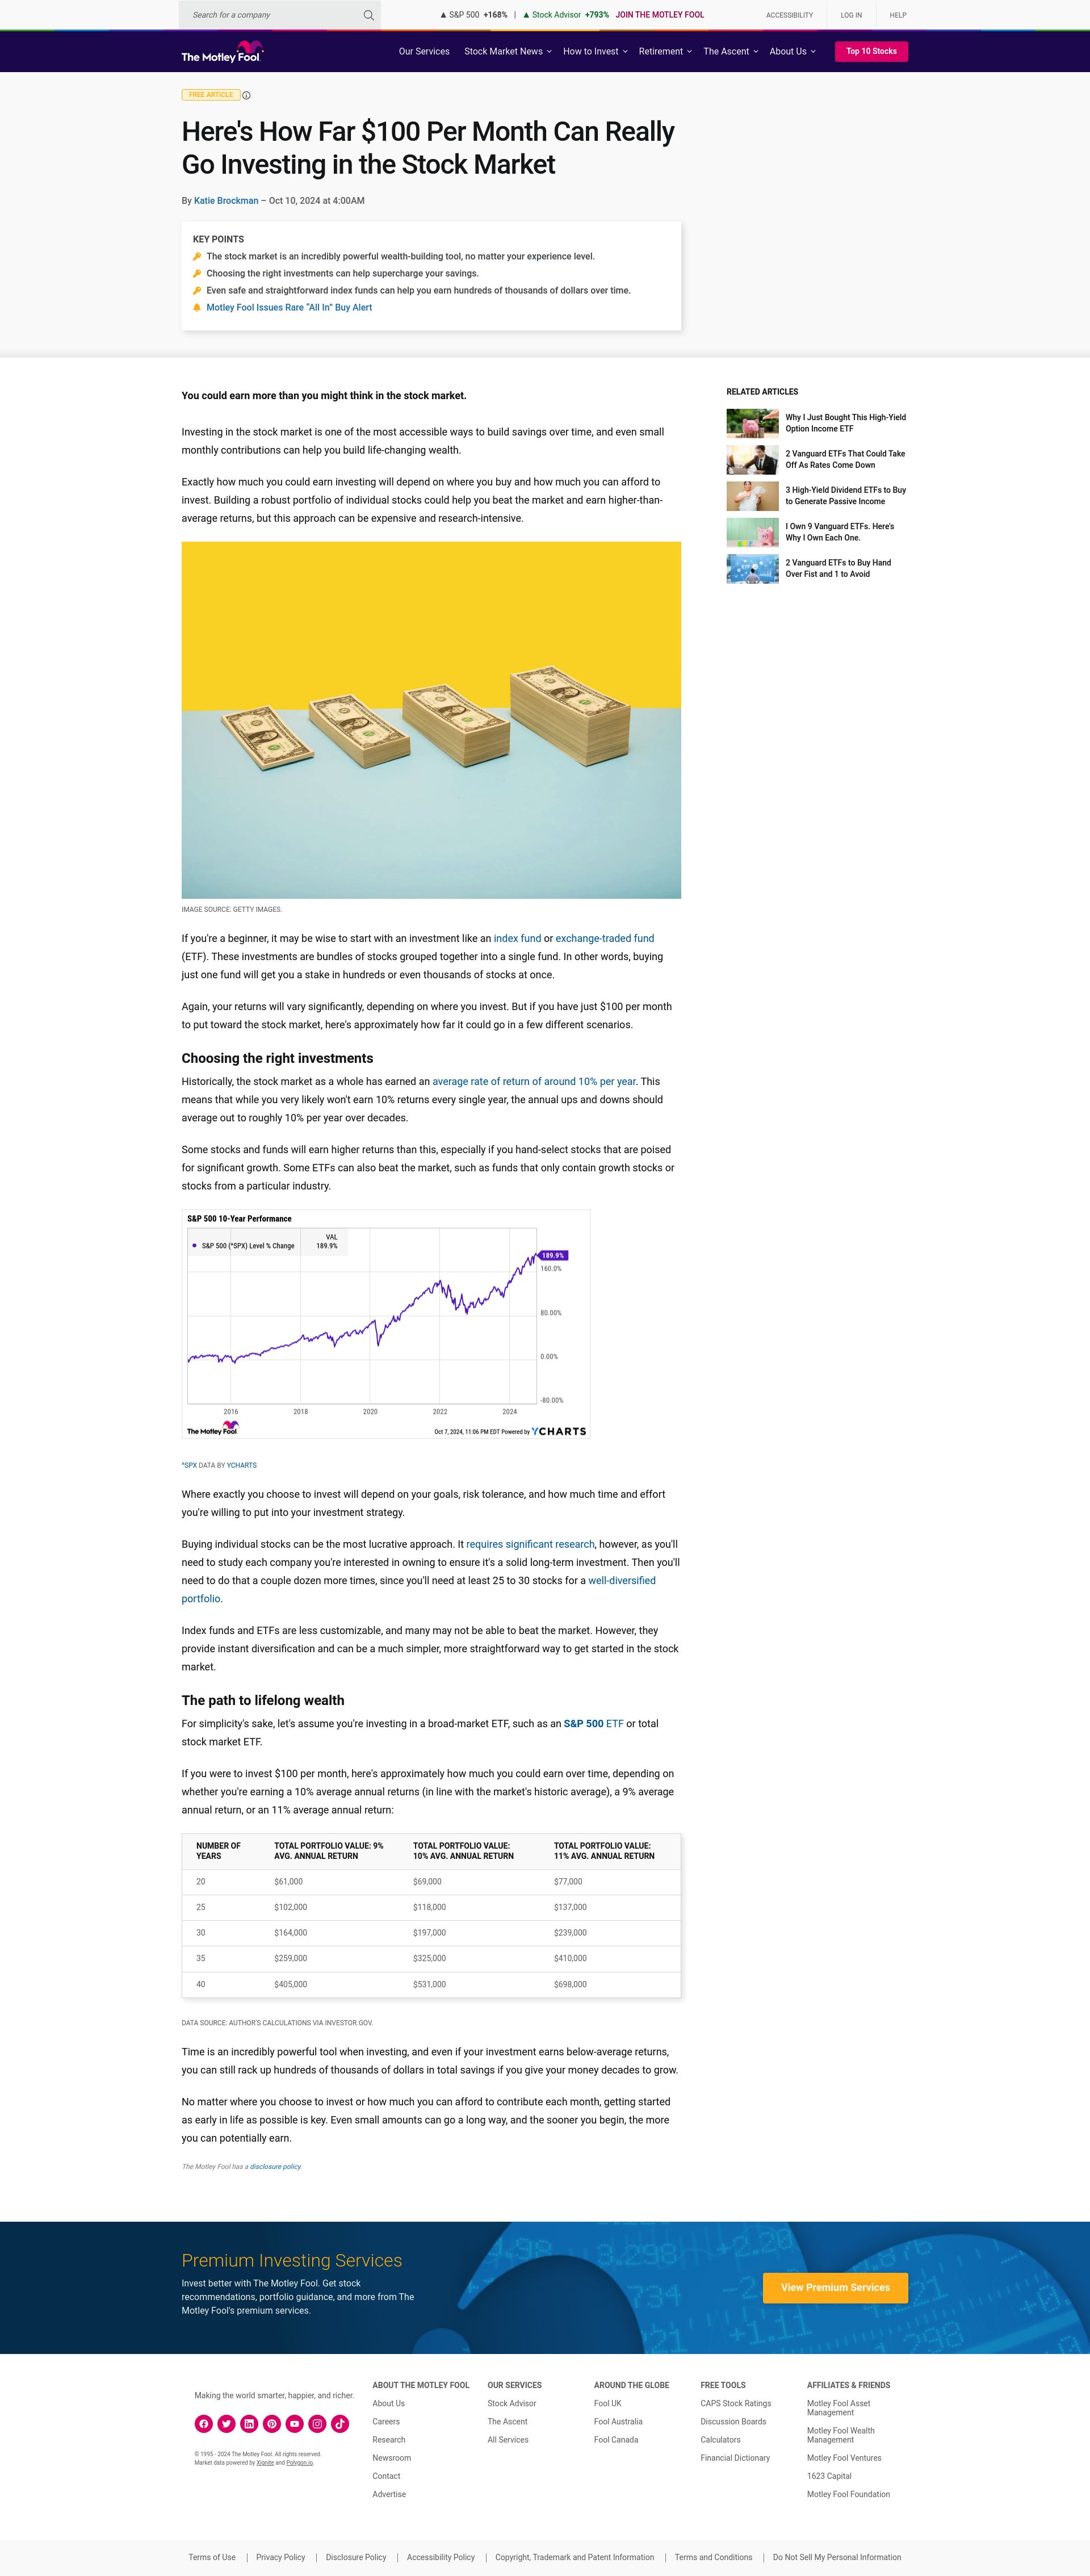 Search for a company
▲ S&P 500 +168% | ▲ Stock Advisor +793% JOIN THE MOTLEY FOOL
ACCESSIBILITY
LOG IN
HELP
The Motley Fool
Our Services
Stock Market News
How to Invest
Retirement
The Ascent
About Us
Top 10 Stocks
FREE ARTICLE
Here's How Far $100 Per Month Can Really
Go Investing in the Stock Market
By Katie Brockman – Oct 10, 2024 at 4:00AM
KEY POINTS
The stock market is an incredibly powerful wealth-building tool, no matter your experience level.
Choosing the right investments can help supercharge your savings.
Even safe and straightforward index funds can help you earn hundreds of thousands of dollars over time.
Motley Fool Issues Rare “All In” Buy Alert
You could earn more than you might think in the stock market.
Investing in the stock market is one of the most accessible ways to build savings over time, and even small
monthly contributions can help you build life-changing wealth.
Exactly how much you could earn investing will depend on where you buy and how much you can afford to
invest. Building a robust portfolio of individual stocks could help you beat the market and earn higher-than-
average returns, but this approach can be expensive and research-intensive.
IMAGE SOURCE: GETTY IMAGES.
If you're a beginner, it may be wise to start with an investment like an index fund or exchange-traded fund
(ETF). These investments are bundles of stocks grouped together into a single fund. In other words, buying
just one fund will get you a stake in hundreds or even thousands of stocks at once.
Again, your returns will vary significantly, depending on where you invest. But if you have just $100 per month
to put toward the stock market, here's approximately how far it could go in a few different scenarios.
Choosing the right investments
Historically, the stock market as a whole has earned an average rate of return of around 10% per year. This
means that while you very likely won't earn 10% returns every single year, the annual ups and downs should
average out to roughly 10% per year over decades.
Some stocks and funds will earn higher returns than this, especially if you hand-select stocks that are poised
for significant growth. Some ETFs can also beat the market, such as funds that only contain growth stocks or
stocks from a particular industry.
S&P 500 10-Year Performance
VAL
S&P 500 (^SPX) Level % Change 189.9%
189.9%
160.0%
80.00%
0.00%
-80.00%
2016 2018 2020 2022 2024
The Motley Fool
Oct 7, 2024, 11:06 PM EDT Powered by YCHARTS
^SPX DATA BY YCHARTS
Where exactly you choose to invest will depend on your goals, risk tolerance, and how much time and effort
you're willing to put into your investment strategy.
Buying individual stocks can be the most lucrative approach. It requires significant research, however, as you'll
need to study each company you're interested in owning to ensure it's a solid long-term investment. Then you'll
need to do that a couple dozen more times, since you'll need at least 25 to 30 stocks for a well-diversified
portfolio.
Index funds and ETFs are less customizable, and many may not be able to beat the market. However, they
provide instant diversification and can be a much simpler, more straightforward way to get started in the stock
market.
The path to lifelong wealth
For simplicity's sake, let's assume you're investing in a broad-market ETF, such as an S&P 500 ETF or total
stock market ETF.
If you were to invest $100 per month, here's approximately how much you could earn over time, depending on
whether you're earning a 10% average annual returns (in line with the market's historic average), a 9% average
annual return, or an 11% average annual return:
NUMBER OF TOTAL PORTFOLIO VALUE: 9% TOTAL PORTFOLIO VALUE: TOTAL PORTFOLIO VALUE:
YEARS AVG. ANNUAL RETURN 10% AVG. ANNUAL RETURN 11% AVG. ANNUAL RETURN
20 $61,000 $69,000 $77,000
25 $102,000 $118,000 $137,000
30 $164,000 $197,000 $239,000
35 $259,000 $325,000 $410,000
40 $405,000 $531,000 $698,000
DATA SOURCE: AUTHOR'S CALCULATIONS VIA INVESTOR.GOV.
Time is an incredibly powerful tool when investing, and even if your investment earns below-average returns,
you can still rack up hundreds of thousands of dollars in total savings if you give your money decades to grow.
No matter where you choose to invest or how much you can afford to contribute each month, getting started
as early in life as possible is key. Even small amounts can go a long way, and the sooner you begin, the more
you can potentially earn.
The Motley Fool has a disclosure policy.
RELATED ARTICLES
Why I Just Bought This High-Yield
Option Income ETF
2 Vanguard ETFs That Could Take
Off As Rates Come Down
3 High-Yield Dividend ETFs to Buy
to Generate Passive Income
I Own 9 Vanguard ETFs. Here's
Why I Own Each One.
2 Vanguard ETFs to Buy Hand
Over Fist and 1 to Avoid
Premium Investing Services
Invest better with The Motley Fool. Get stock
recommendations, portfolio guidance, and more from The
Motley Fool's premium services.
View Premium Services
Making the world smarter, happier, and richer.
© 1995 - 2024 The Motley Fool. All rights reserved.
Market data powered by Xignite and Polygon.io.
ABOUT THE MOTLEY FOOL
About Us
Careers
Research
Newsroom
Contact
Advertise
OUR SERVICES
Stock Advisor
The Ascent
All Services
AROUND THE GLOBE
Fool UK
Fool Australia
Fool Canada
FREE TOOLS
CAPS Stock Ratings
Discussion Boards
Calculators
Financial Dictionary
AFFILIATES & FRIENDS
Motley Fool Asset
Management
Motley Fool Wealth
Management
Motley Fool Ventures
1623 Capital
Motley Fool Foundation
Terms of Use | Privacy Policy | Disclosure Policy | Accessibility Policy | Copyright, Trademark and Patent Information | Terms and Conditions | Do Not Sell My Personal Information